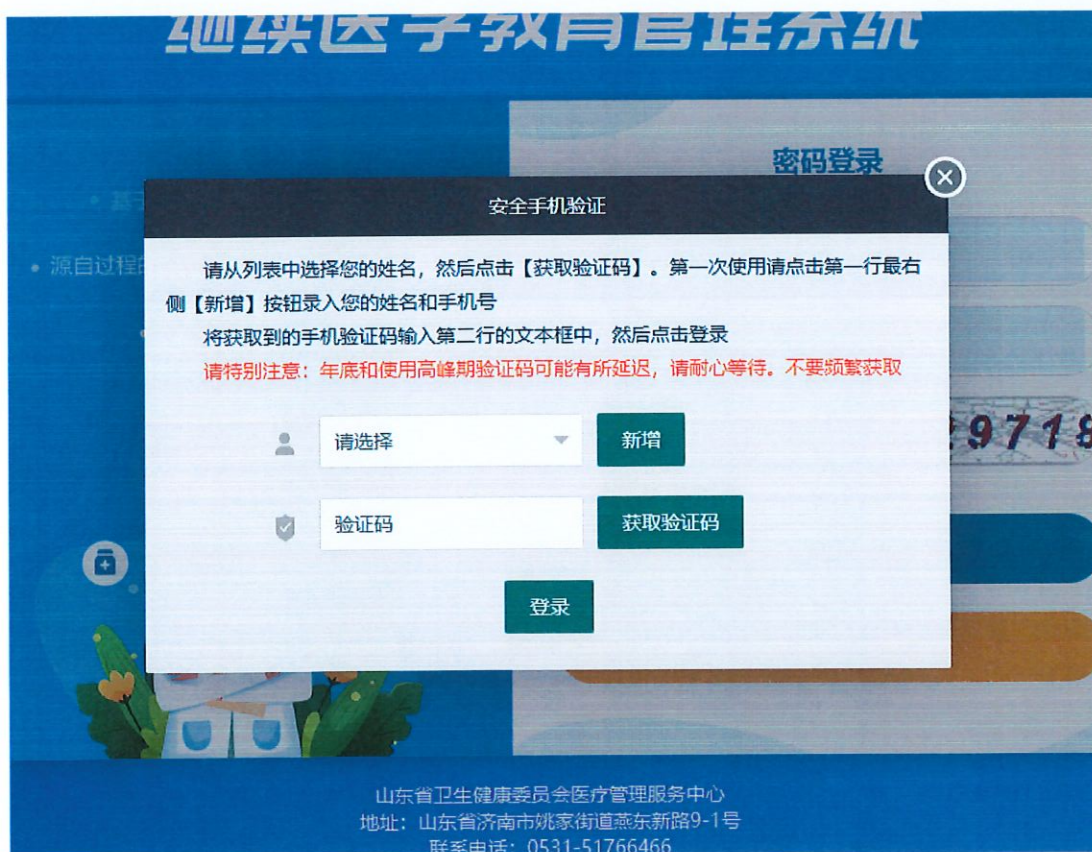 继续医学教育管理系统
密码登录
安全手机验证
• 源自过程
请从列表中选择您的姓名，然后点击【获取验证码】。第一次使用请点击第一行最右
侧【新增】按钮录入您的姓名和手机号
将获取到的手机验证码输入第二行的文本框中，然后点击登录
请特别注意：年底和使用高峰期验证码可能有所延迟，请耐心等待。不要频繁获取
请选择
新增
9718
验证码
获取验证码
登录
山东省卫生健康委员会医疗管理服务中心
地址：山东省济南市姚家街道燕东新路9-1号
联系电话：0531-51766466